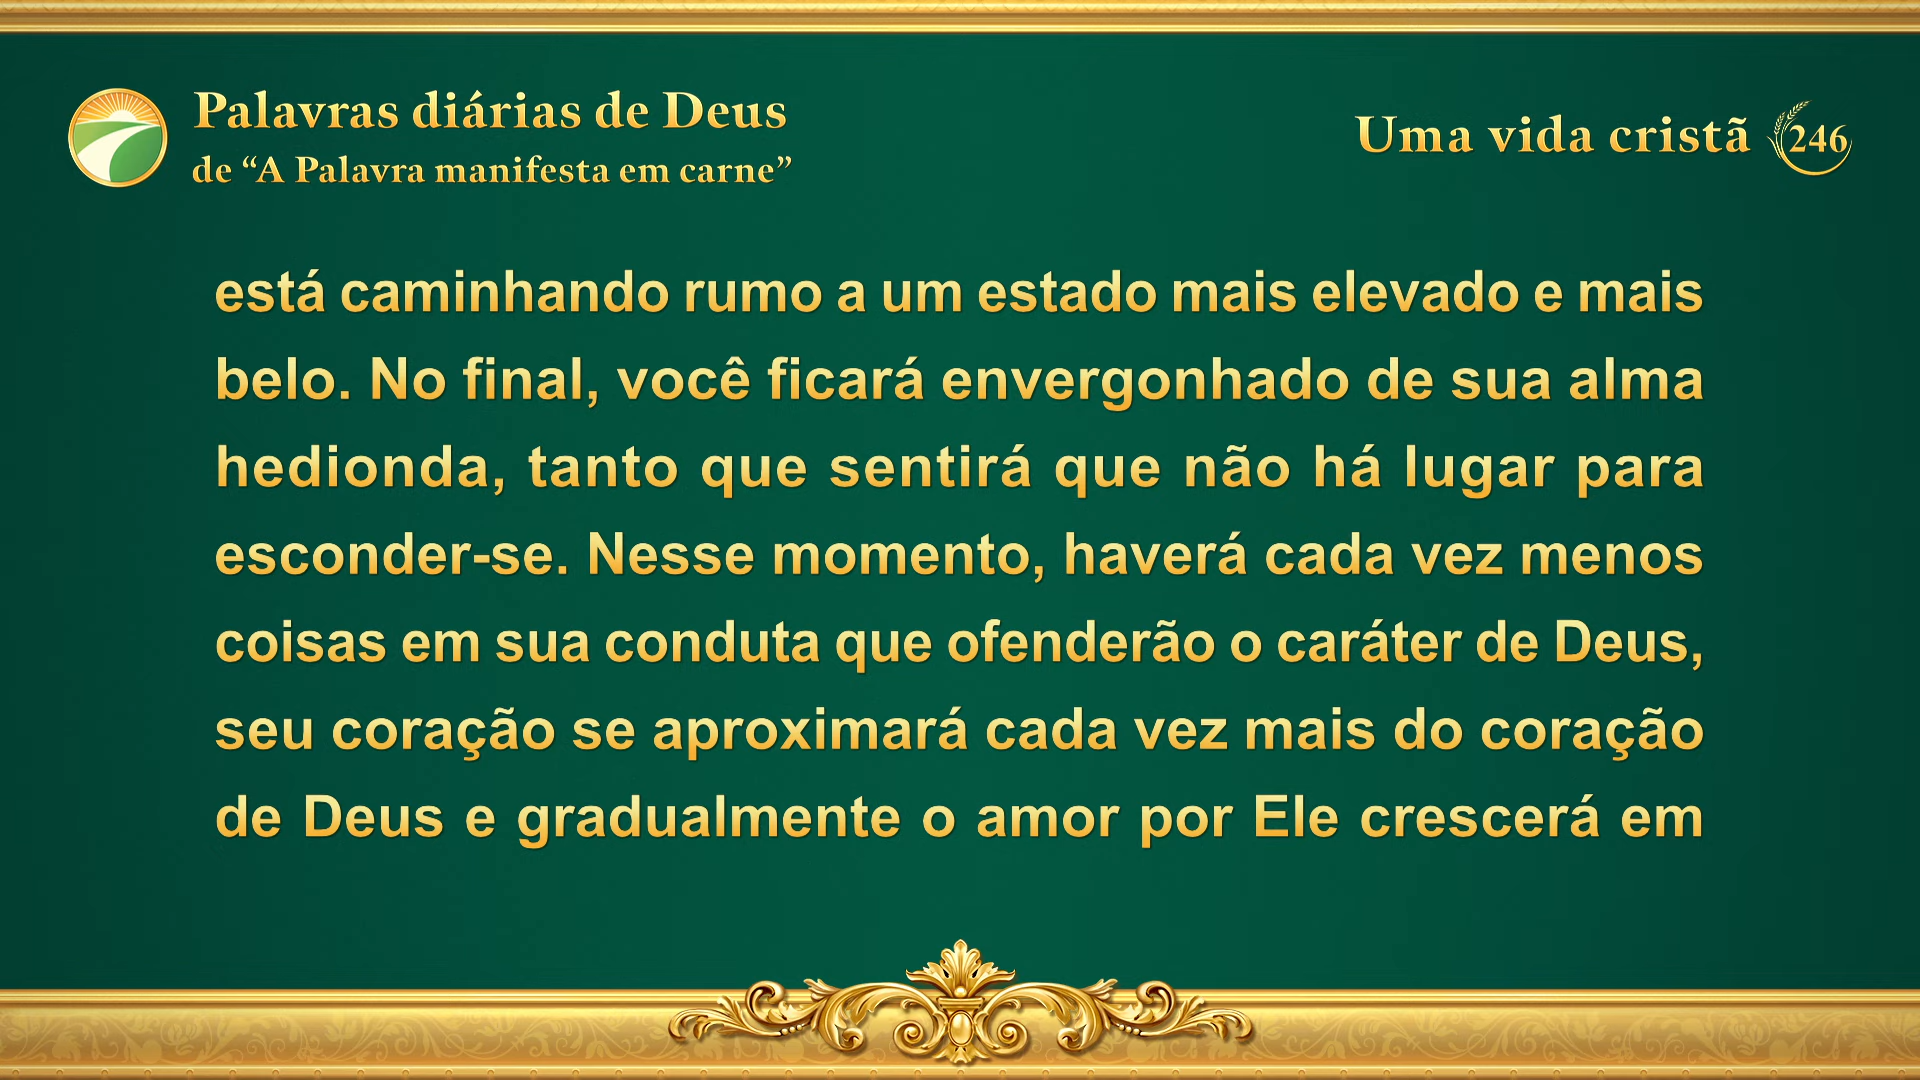 Palavras diárias de Deus
de “A Palavra manifesta em carne”
Uma vida cristã 246
está caminhando rumo a um estado mais elevado e mais
belo. No final, você ficará envergonhado de sua alma
hedionda, tanto que sentirá que não há lugar para
esconder-se. Nesse momento, haverá cada vez menos
coisas em sua conduta que ofenderão o caráter de Deus,
seu coração se aproximará cada vez mais do coração
de Deus e gradualmente o amor por Ele crescerá em